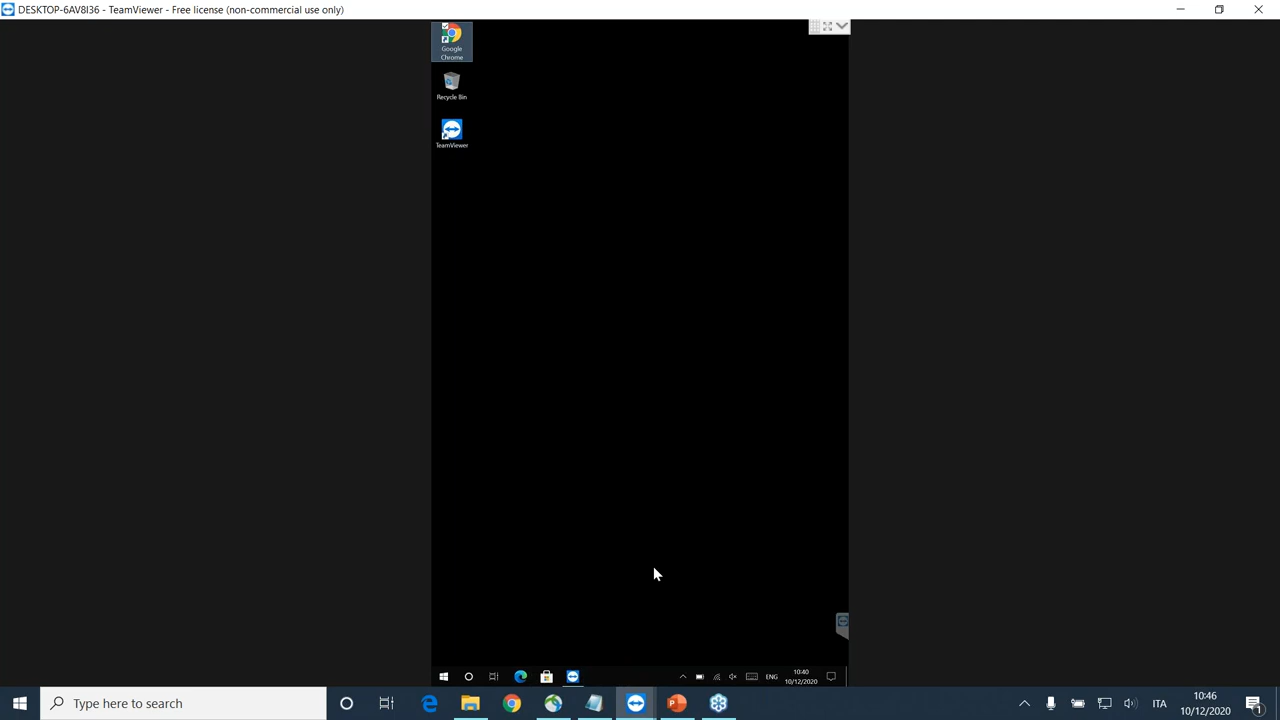 DESKTOP-6AV8I36 - TeamViewer - Free license (non-commercial use only)
Google
Chrome
Recycle Bin
TeamViewer
ENG
10:40
10/12/2020
Type here to search
ITA
10:46
10/12/2020
1